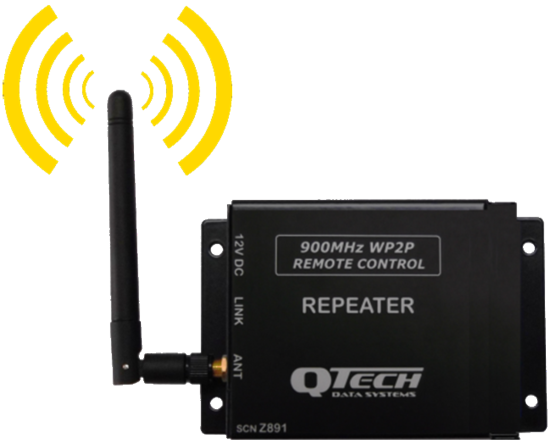 900MHz WP2P
REMOTE CONTROL
REPEATER
12V DC
LINK
ANT
QTECH
DATA SYSTEMS
SCN Z891